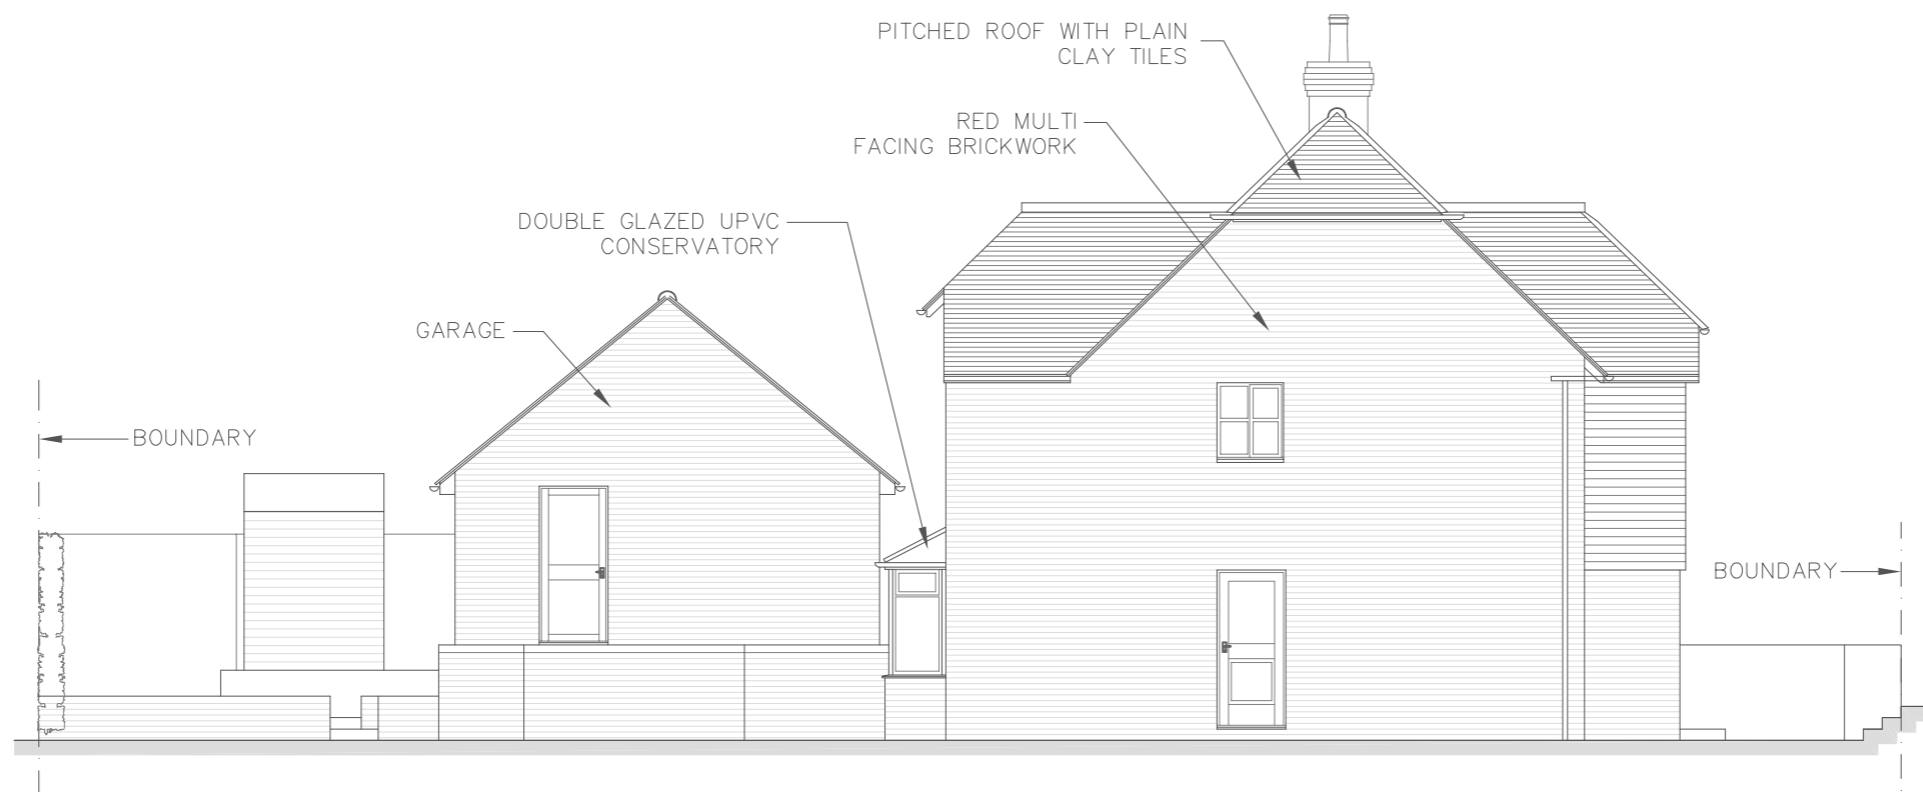 PITCHED ROOF WITH PLAIN
CLAY TILES
RED MULTI
FACING BRICKWORK
DOUBLE GLAZED UPVC
CONSERVATORY
GARAGE
BOUNDARY
BOUNDARY